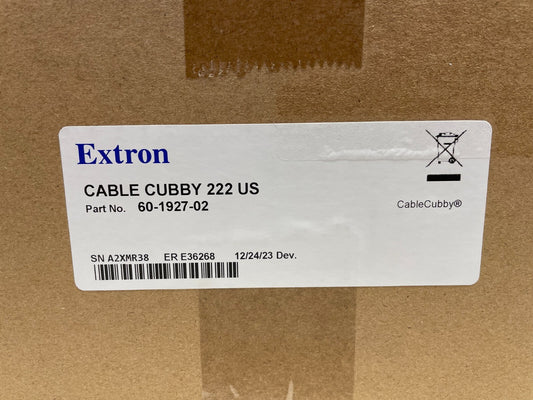 Extron
CABLE CUBBY 222 US
Part No. 60-1927-02
CableCubby®
SN A2XMR38 ER E36268 12/24/23 Dev.